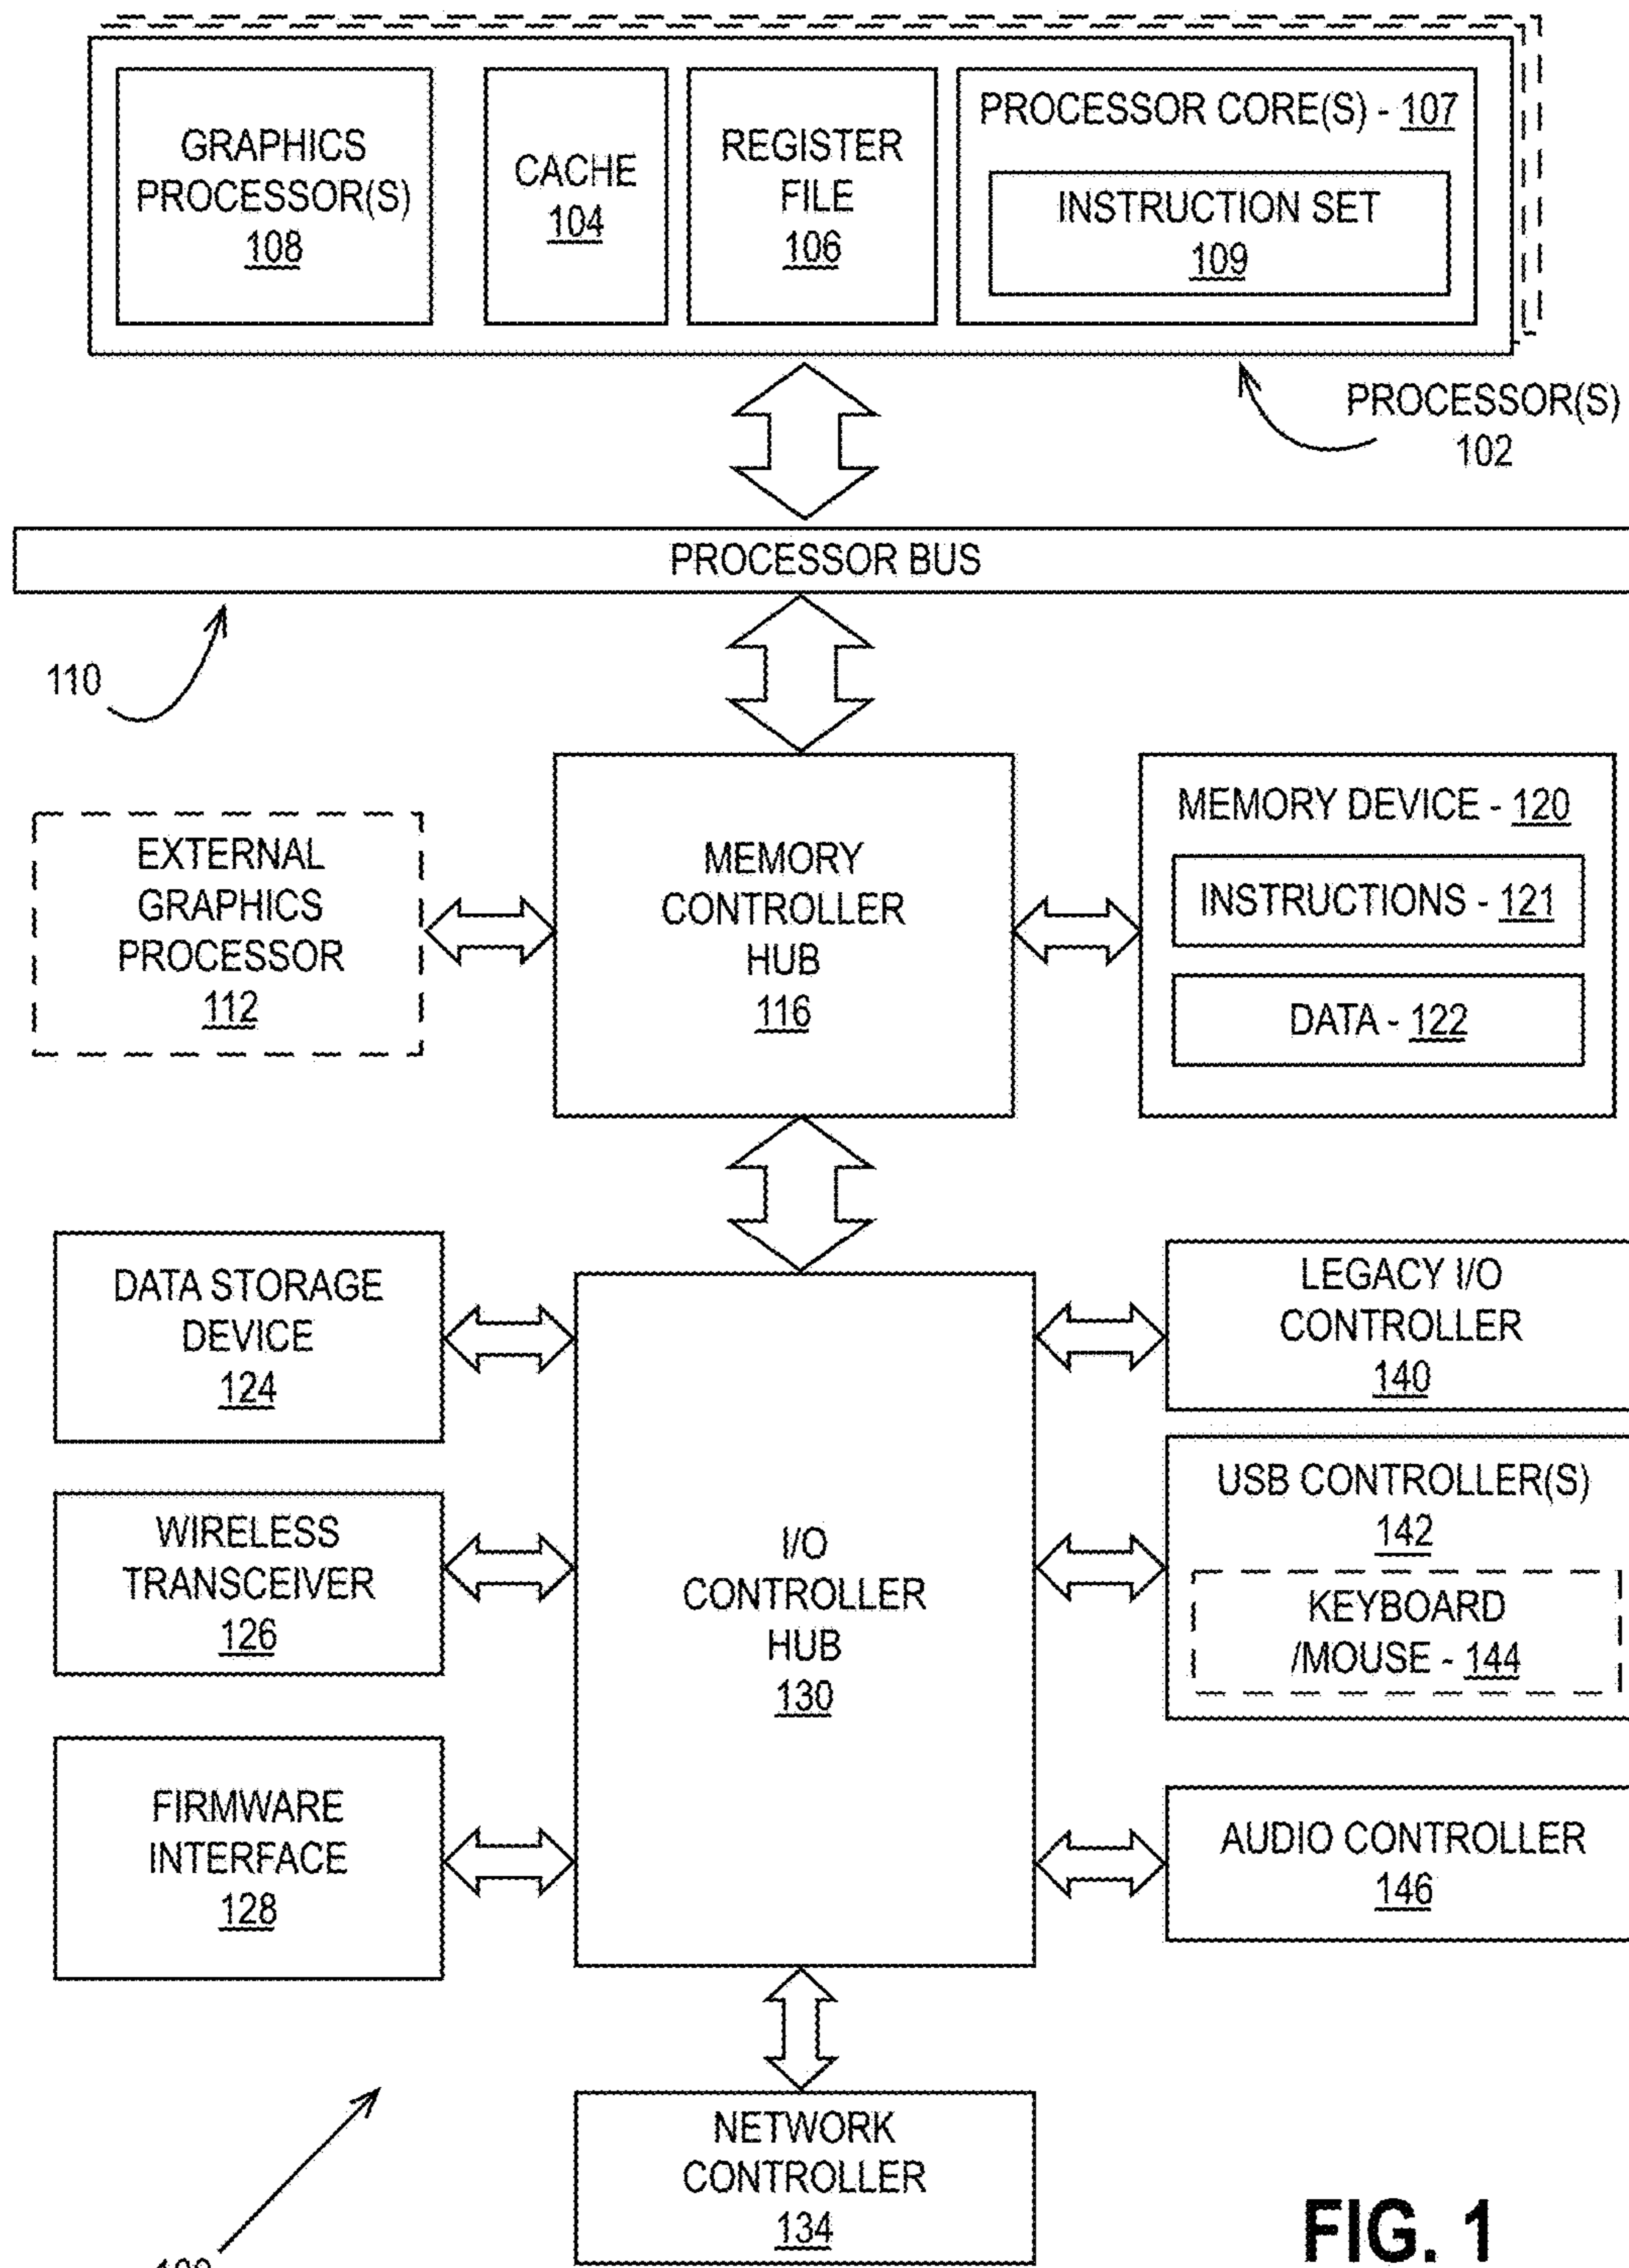 GRAPHICS
PROCESSOR(S)
108
CACHE
104
REGISTER
FILE
106
PROCESSOR CORE(S) - 107
INSTRUCTION SET
109
PROCESSOR(S)
102
PROCESSOR BUS
110
EXTERNAL
GRAPHICS
PROCESSOR
112
MEMORY
CONTROLLER
HUB
116
MEMORY DEVICE - 120
INSTRUCTIONS - 121
DATA - 122
DATA STORAGE
DEVICE
124
WIRELESS
TRANSCEIVER
126
FIRMWARE
INTERFACE
128
I/O
CONTROLLER
HUB
130
LEGACY I/O
CONTROLLER
140
USB CONTROLLER(S)
142
KEYBOARD
/MOUSE - 144
AUDIO CONTROLLER
146
NETWORK
CONTROLLER
134
FIG. 1